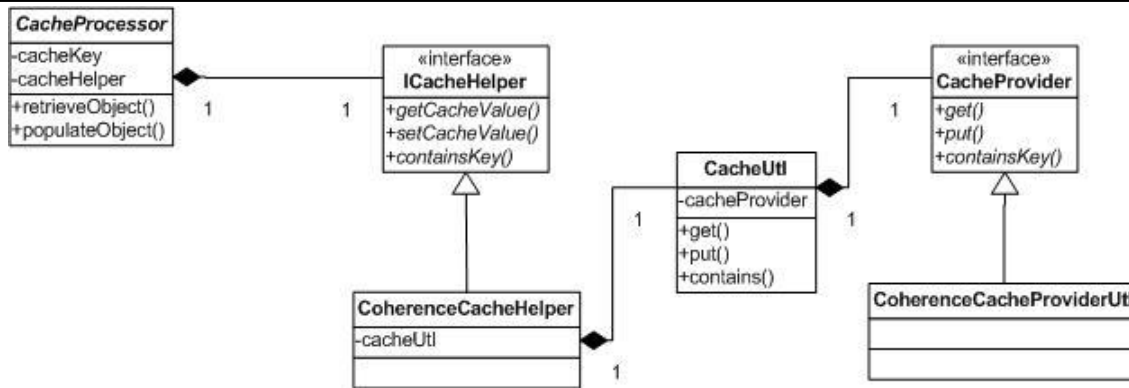 CacheProcessor
-cacheKey
-cacheHelper
+retrieveObject()
+populateObject()
1
1
«interface»
ICacheHelper
+getCacheValue()
+setCacheValue()
+containsKey()
CoherenceCacheHelper
-cacheUtl
1
1
CacheUtl
-cacheProvider
+get()
+put()
+contains()
1
1
«interface»
CacheProvider
+get()
+put()
+containsKey()
CoherenceCacheProviderUtl